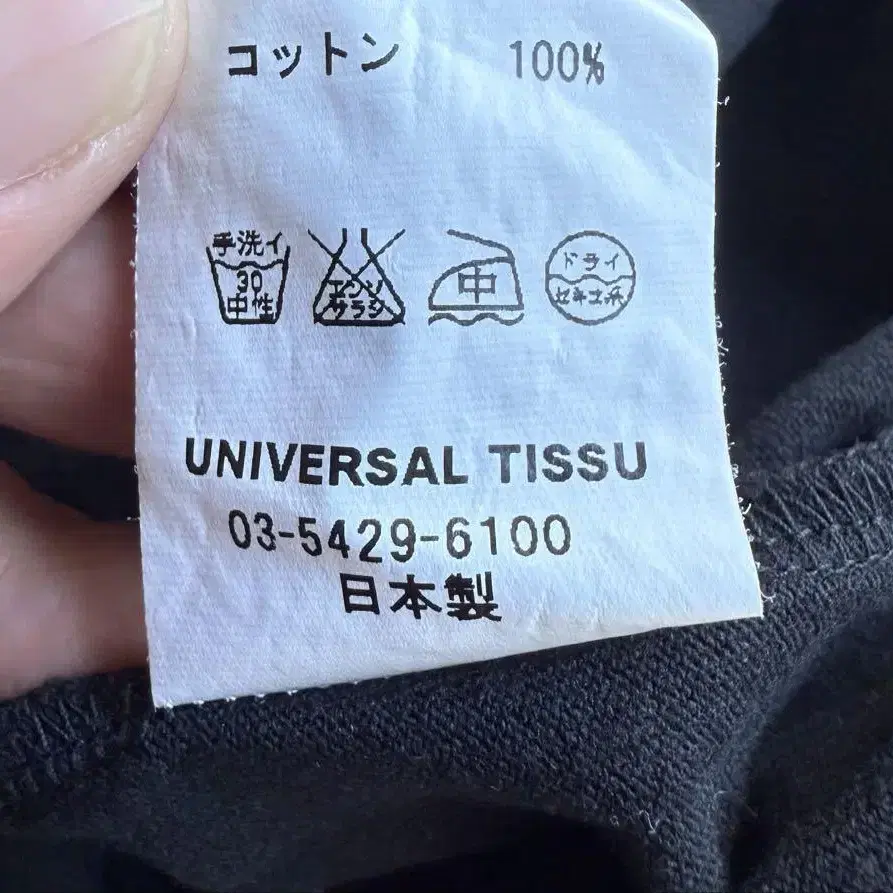 コットン 100%
手洗イ
30
中性
エンソ
サラシ
中
ドライ
セキユ系
UNIVERSAL TISSU
03-5429-6100
日本製